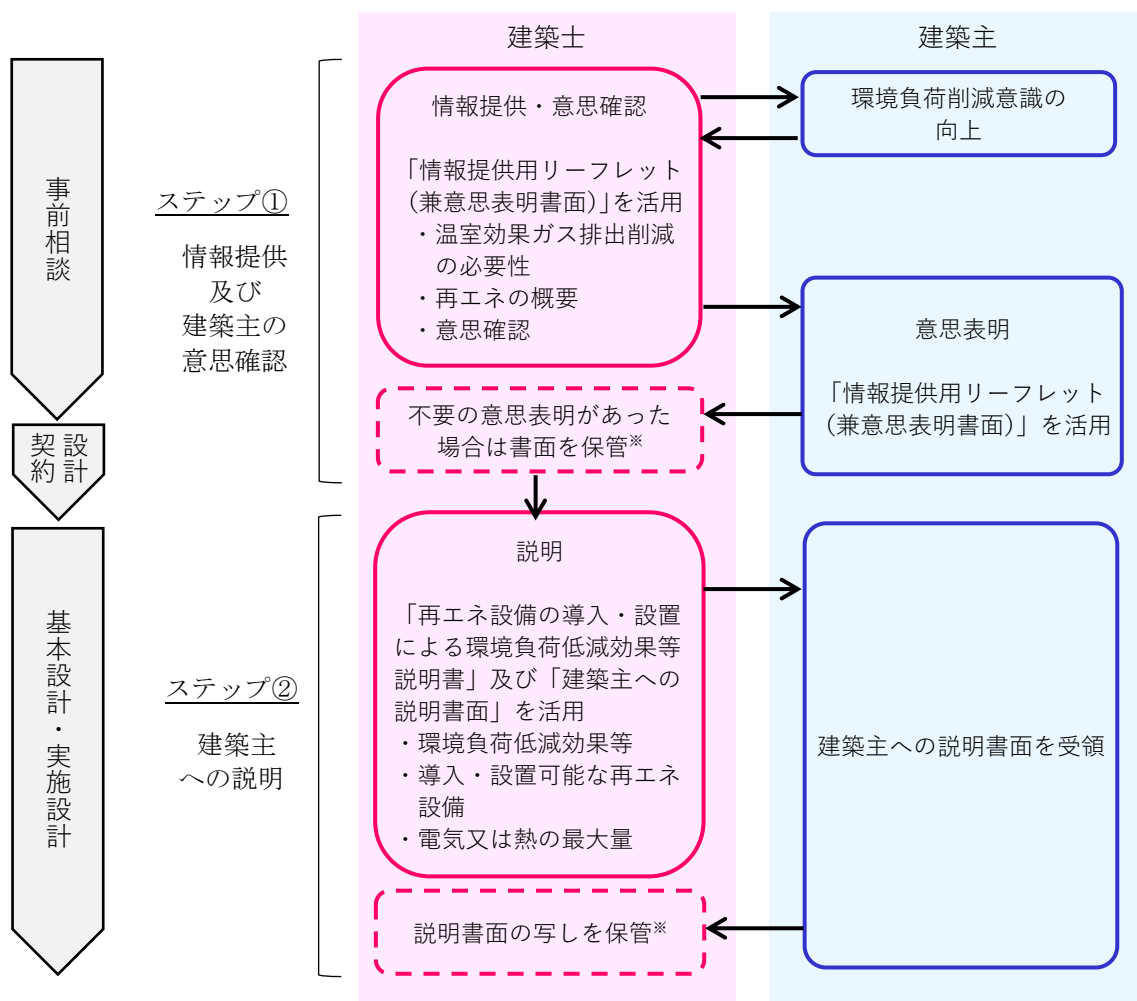 建築士
建築主
事前相談
設計
契約
基本設計・実施設計
ステップ①
情報提供
及び
建築主の
意思確認
情報提供・意思確認
「情報提供用リーフレット
(兼意思表明書面)」を活用
・温室効果ガス排出削減
の必要性
・再エネの概要
・意思確認
環境負荷削減意識の
向上
意思表明
「情報提供用リーフレット
(兼意思表明書面)」を活用
不要の意思表明があった
場合は書面を保管※
ステップ②
建築主
への説明
説明
「再エネ設備の導入・設置
による環境負荷低減効果等
説明書」及び「建築主への
説明書面」を活用
・環境負荷低減効果等
・導入・設置可能な再エネ
設備
・電気又は熱の最大量
建築主への説明書面を受領
説明書面の写しを保管※